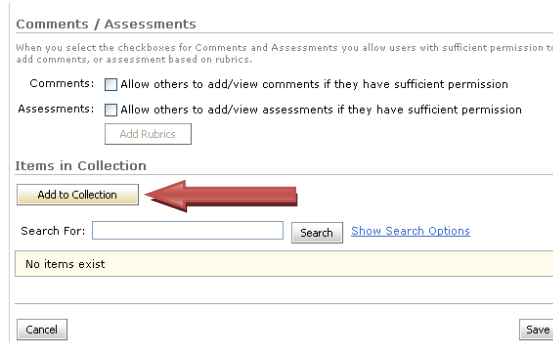 Comments / Assessments
When you select the checkboxes for Comments and Assessments you allow users with sufficient permission to
add comments, or assessment based on rubrics.
Comments: Allow others to add/view comments if they have sufficient permission
Assessments: Allow others to add/view assessments if they have sufficient permission
Add Rubrics
Items in Collection
Add to Collection
Search For: Search Show Search Options
No items exist
Cancel Save